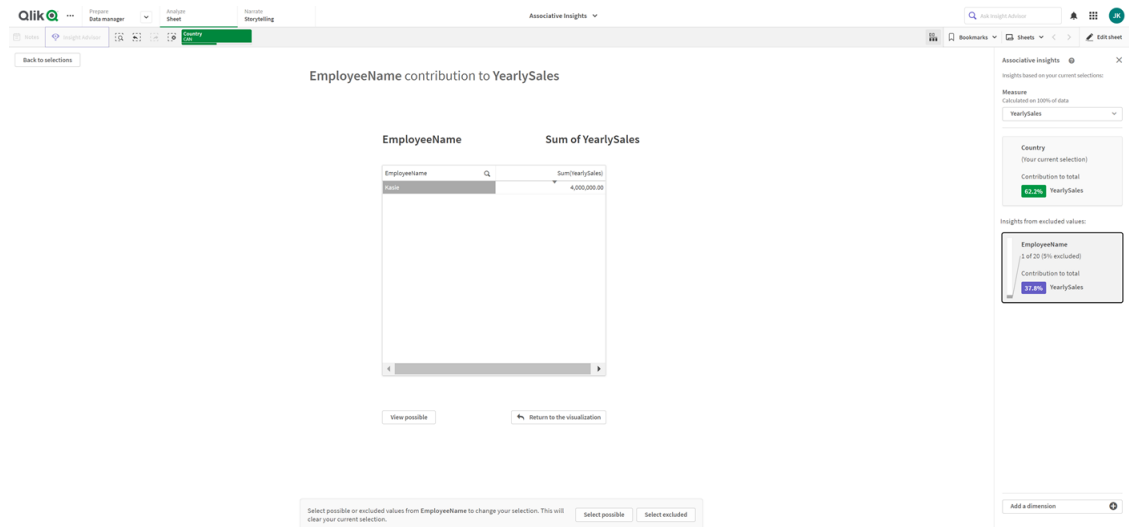 Qlik
Prepare
Data manager
Analyze
Sheet
Narrate
Storytelling
Associative Insights
Ask Insight Advisor
JK
Notes
Insight Advisor
Country
CAN
Bookmarks
Sheets
Edit sheet
Back to selections
EmployeeName contribution to YearlySales
EmployeeName
Sum of YearlySales
EmployeeName
Sum(YearlySales)
Kasie
4,000,000.00
View possible
Return to the visualization
Select possible or excluded values from EmployeeName to change your selection. This will
clear your current selection.
Select possible
Select excluded
Associative insights
Insights based on your current selections:
Measure
Calculated on 100% of data
YearlySales
Country
(Your current selection)
Contribution to total
62.2% YearlySales
Insights from excluded values:
EmployeeName
1 of 20 (5% excluded)
Contribution to total
37.8% YearlySales
Add a dimension